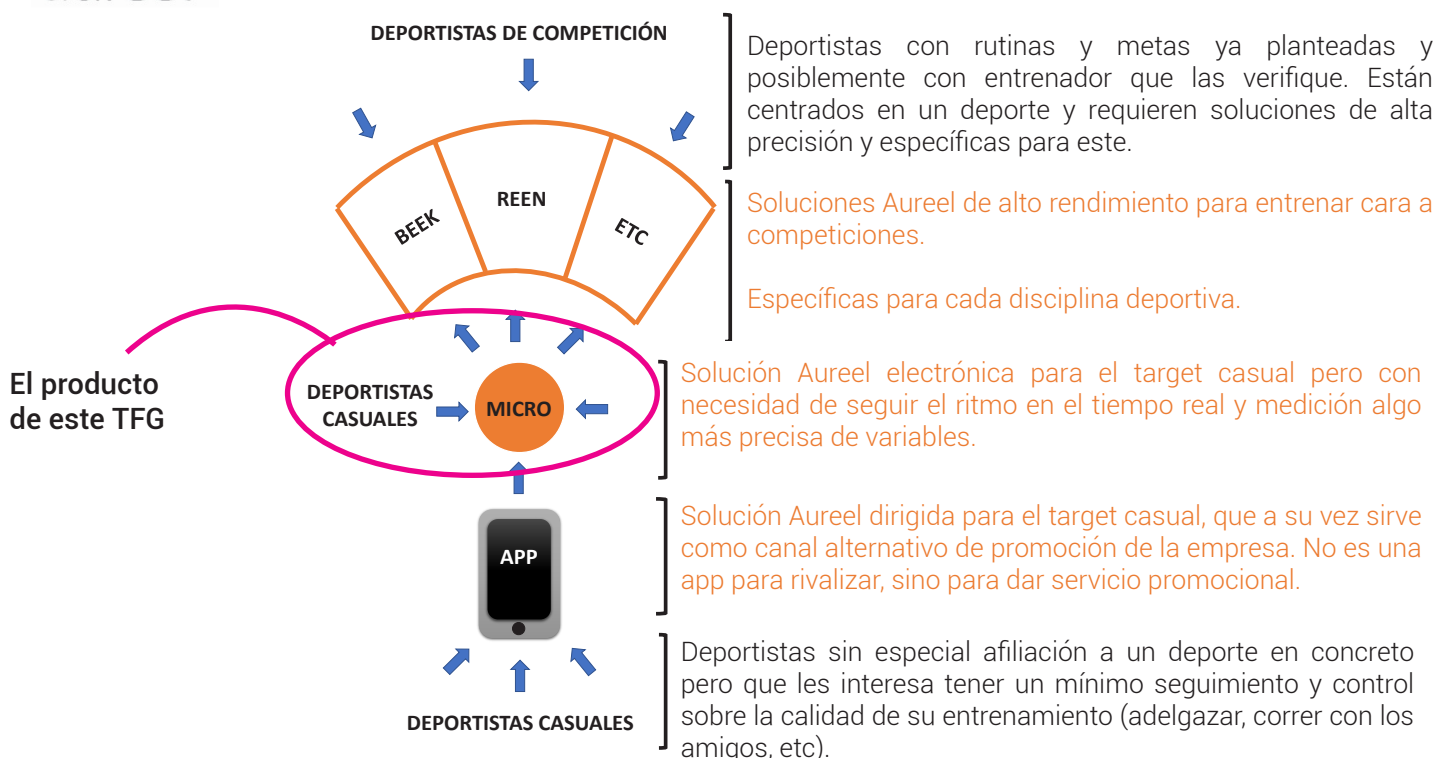 DEPORTISTAS DE COMPETICIÓN
Deportistas con rutinas y metas ya planteadas y
posiblemente con entrenador que las verifique. Están
centrados en un deporte y requieren soluciones de alta
precisión y específicas para este.
BEEK
REEN
ETC
Soluciones Aureel de alto rendimiento para entrenar cara a
competiciones.
Específicas para cada disciplina deportiva.
El producto
de este TFG
DEPORTISTAS
CASUALES
MICRO
Solución Aureel electrónica para el target casual pero con
necesidad de seguir el ritmo en el tiempo real y medición algo
más precisa de variables.
APP
Solución Aureel dirigida para el target casual, que a su vez sirve
como canal alternativo de promoción de la empresa. No es una
app para rivalizar, sino para dar servicio promocional.
DEPORTISTAS CASUALES
Deportistas sin especial afiliación a un deporte en concreto
pero que les interesa tener un mínimo seguimiento y control
sobre la calidad de su entrenamiento (adelgazar, correr con los
amigos, etc).